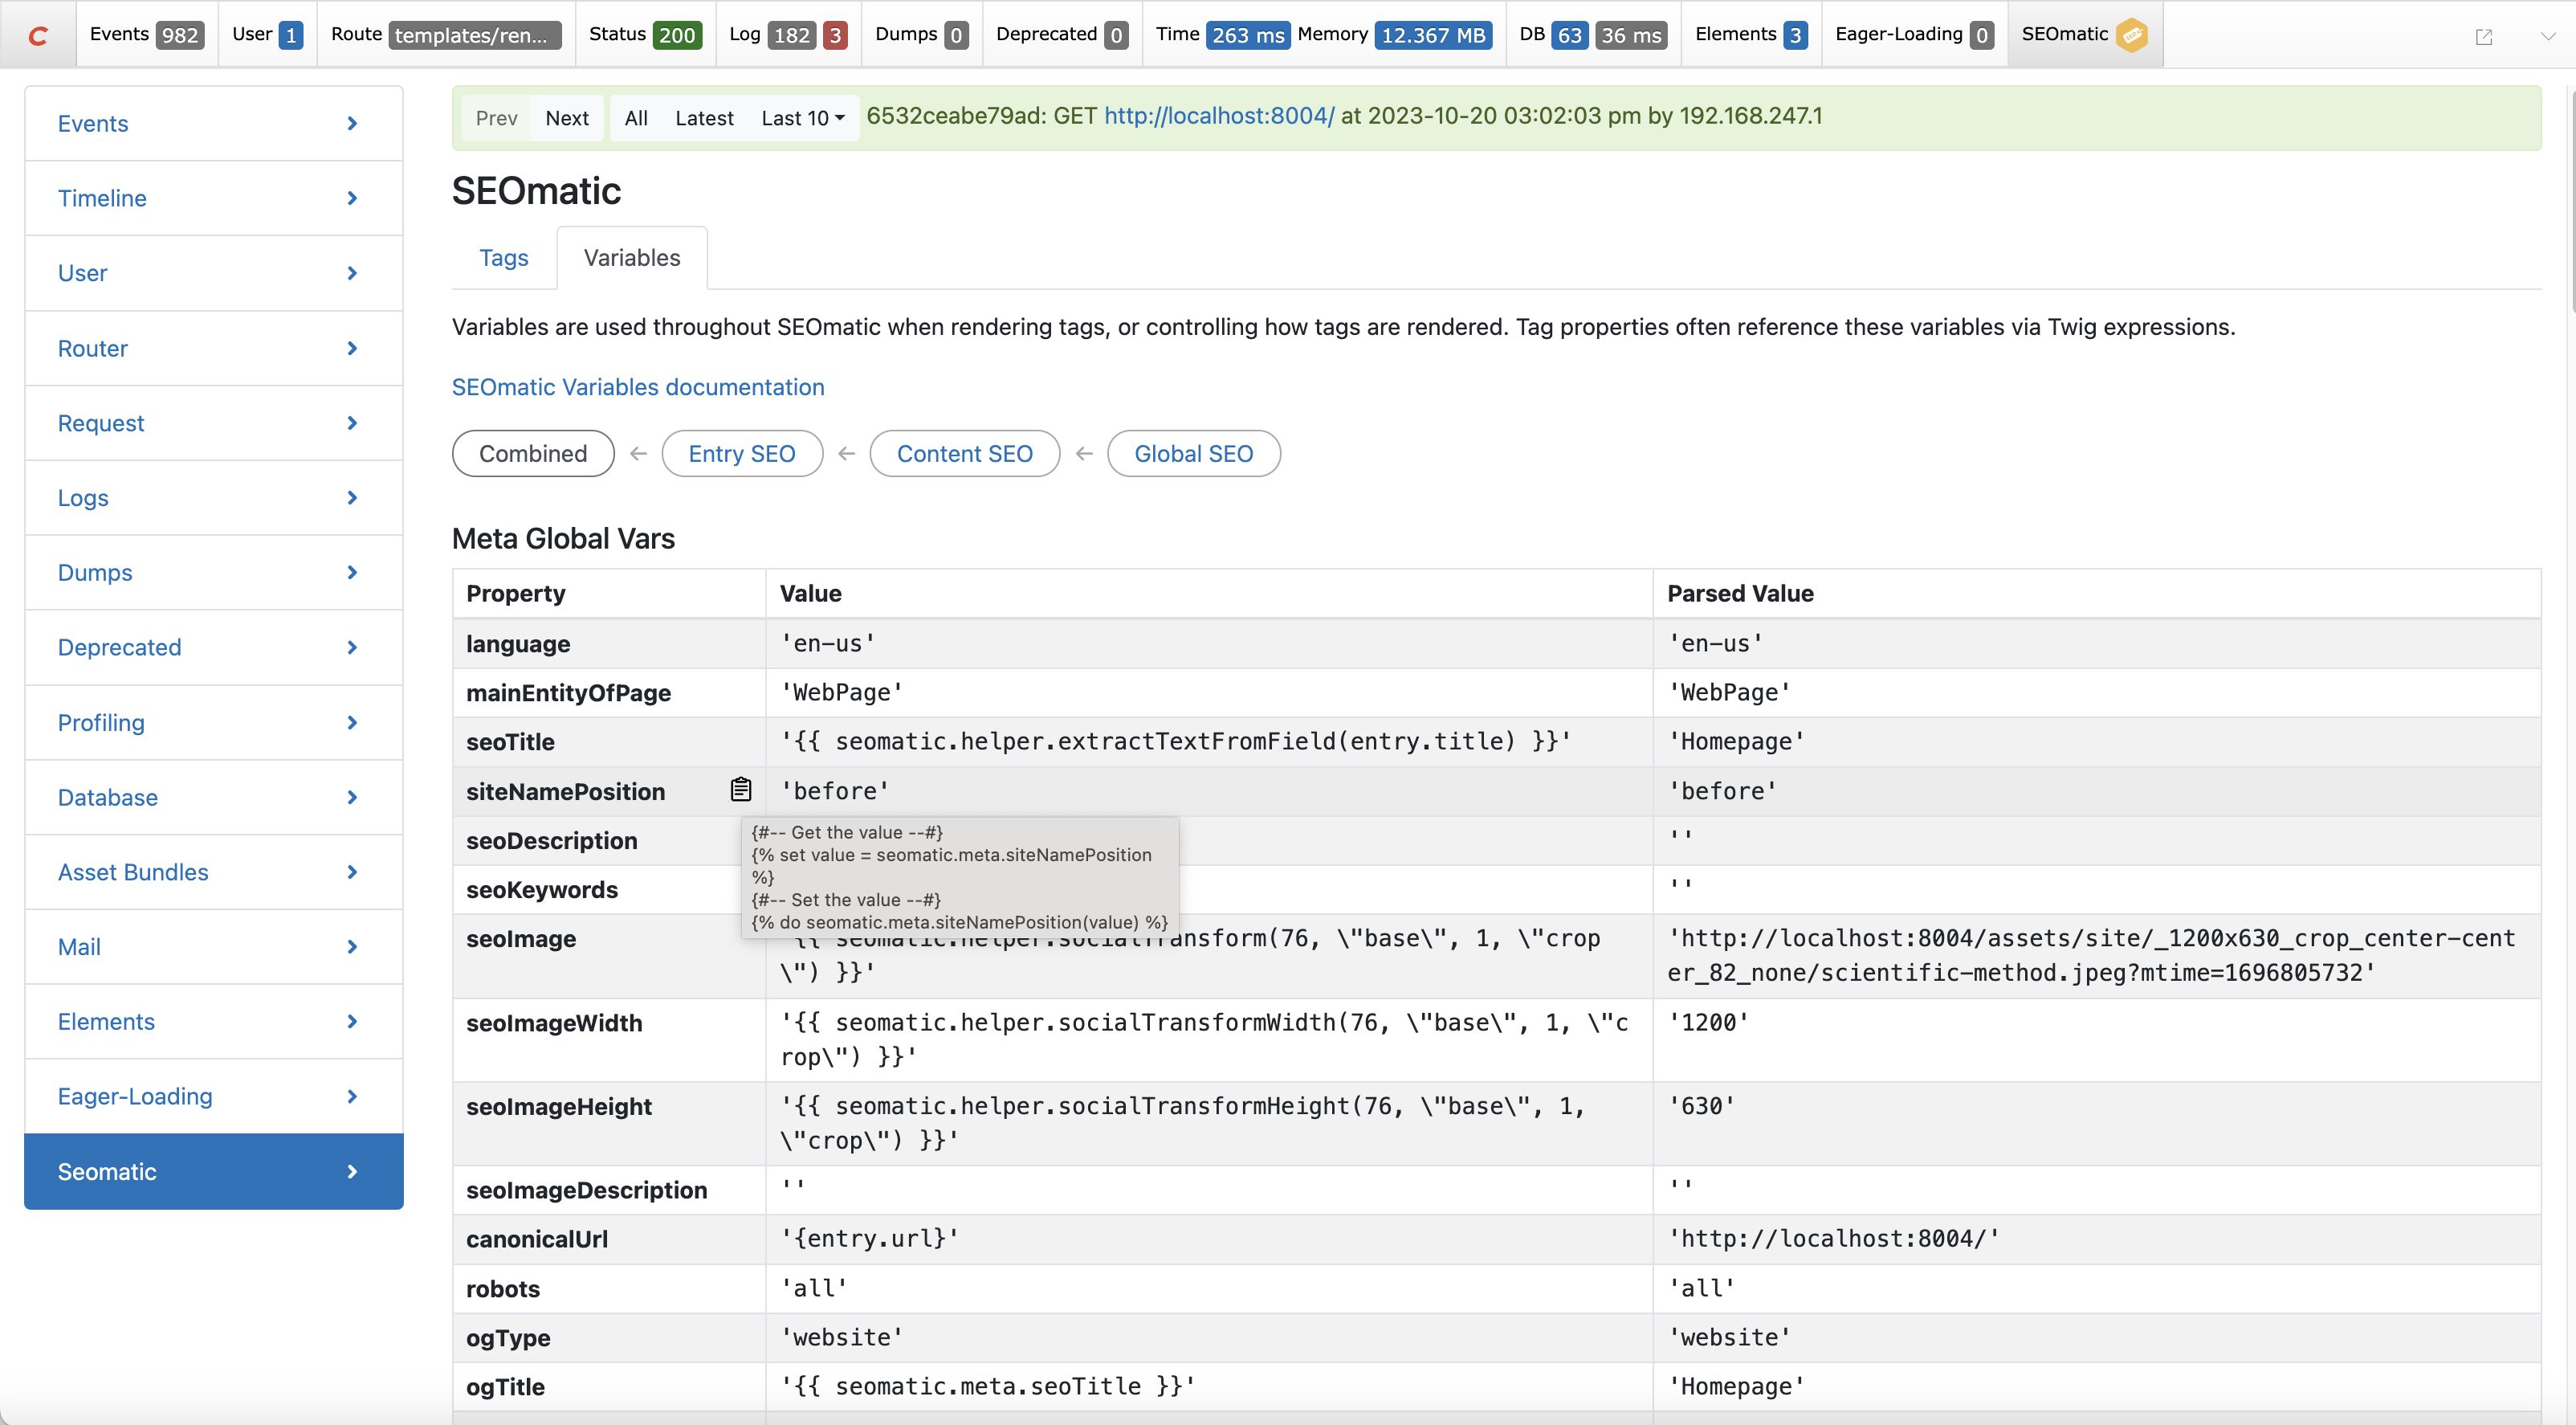 Events 982 User 1 Route templates/ren... Status 200 Log 182 3 Dumps 0 Deprecated 0 Time 263 ms Memory 12.367 MB DB 63 36 ms Elements 3 Eager-Loading 0 SEOmatic
Events
Timeline
User
Router
Request
Logs
Dumps
Deprecated
Profiling
Database
Asset Bundles
Mail
Elements
Eager-Loading
Seomatic
Prev Next All Latest Last 10 6532ceabe79ad: GET http://localhost:8004/ at 2023-10-20 03:02:03 pm by 192.168.247.1
SEOmatic
Tags Variables
Variables are used throughout SEOmatic when rendering tags, or controlling how tags are rendered. Tag properties often reference these variables via Twig expressions.
SEOmatic Variables documentation
Combined ← Entry SEO ← Content SEO ← Global SEO
Meta Global Vars
Property Value Parsed Value
language 'en-us' 'en-us'
mainEntityOfPage 'WebPage' 'WebPage'
seoTitle '{{ seomatic.helper.extractTextFromField(entry.title) }}' 'Homepage'
siteNamePosition 'before' 'before'
{#-- Get the value --#}
{% set value = seomatic.meta.siteNamePosition
%}
{#-- Set the value --#}
{% do seomatic.meta.siteNamePosition(value) %}
seoDescription ''
seoKeywords ''
seoImage '{{ seomatic.helper.socialTransform(76, \"base\", 1, \"crop
\") }}'
'http://localhost:8004/assets/site/_1200x630_crop_center-cent
er_82_none/scientific-method.jpeg?mtime=1696805732'
seoImageWidth '{{ seomatic.helper.socialTransformWidth(76, \"base\", 1, \"c
rop\") }}'
'1200'
seoImageHeight '{{ seomatic.helper.socialTransformHeight(76, \"base\", 1,
\"crop\") }}'
'630'
seoImageDescription '' ''
canonicalUrl '{entry.url}' 'http://localhost:8004/'
robots 'all' 'all'
ogType 'website' 'website'
ogTitle '{{ seomatic.meta.seoTitle }}' 'Homepage'